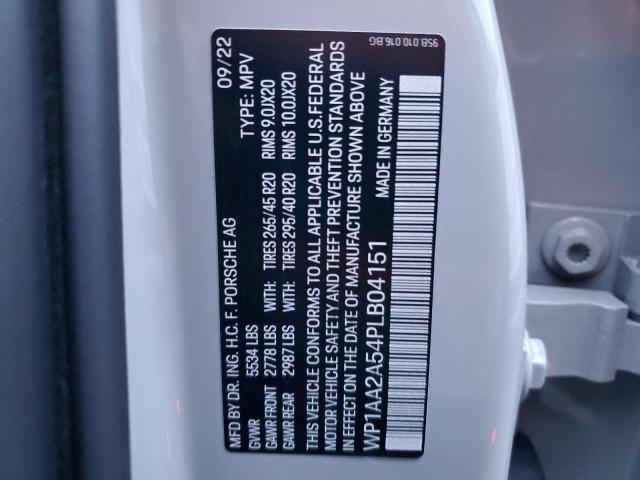 09/22
MFD BY DR. ING. H.C. F. PORSCHE AG TYPE: MPV
GVWR 5534 LBS
GAWR FRONT 2778 LBS WITH: TIRES 265/45 R20 RIMS 9.0JX20
GAWR REAR 2987 LBS WITH: TIRES 295/40 R20 RIMS 10.0JX20
THIS VEHICLE CONFORMS TO ALL APPLICABLE U.S.FEDERAL
MOTOR VEHICLE SAFETY AND THEFT PREVENTION STANDARDS
IN EFFECT ON THE DATE OF MANUFACTURE SHOWN ABOVE
WP1AA2A54PLB04151 MADE IN GERMANY
95B.010.016.BG